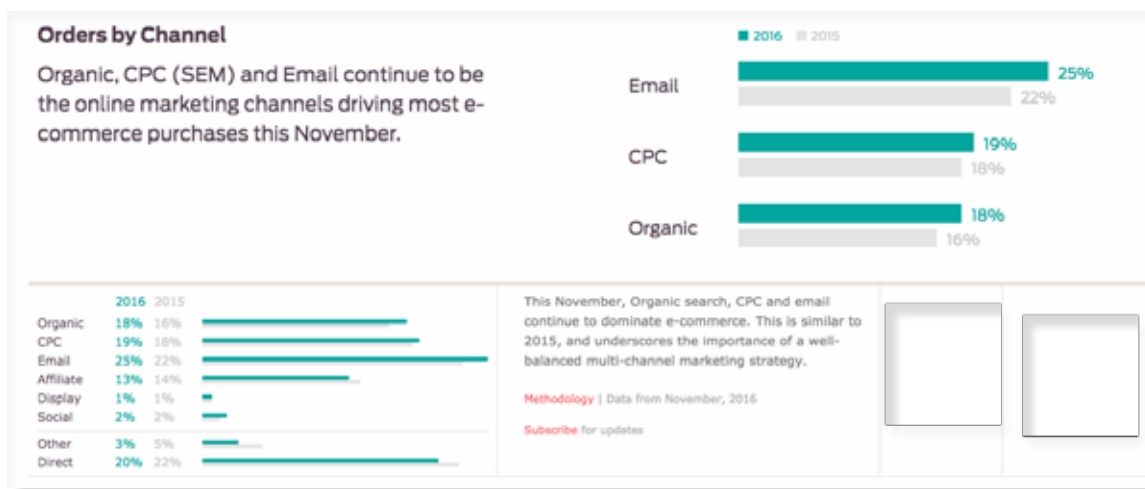 Orders by Channel
Organic, CPC (SEM) and Email continue to be
the online marketing channels driving most e-
commerce purchases this November.
2016 2015
Email 25%
22%
CPC 19%
18%
Organic 18%
16%
2016 2015
Organic 18% 16%
CPC 19% 18%
Email 25% 22%
Affiliate 13% 14%
Display 1% 1%
Social 2% 2%
Other 3% 5%
Direct 20% 22%
This November, Organic search, CPC and email
continue to dominate e-commerce. This is similar to
2015, and underscores the importance of a well-
balanced multi-channel marketing strategy.
Methodology | Data from November, 2016
Subscribe for updates